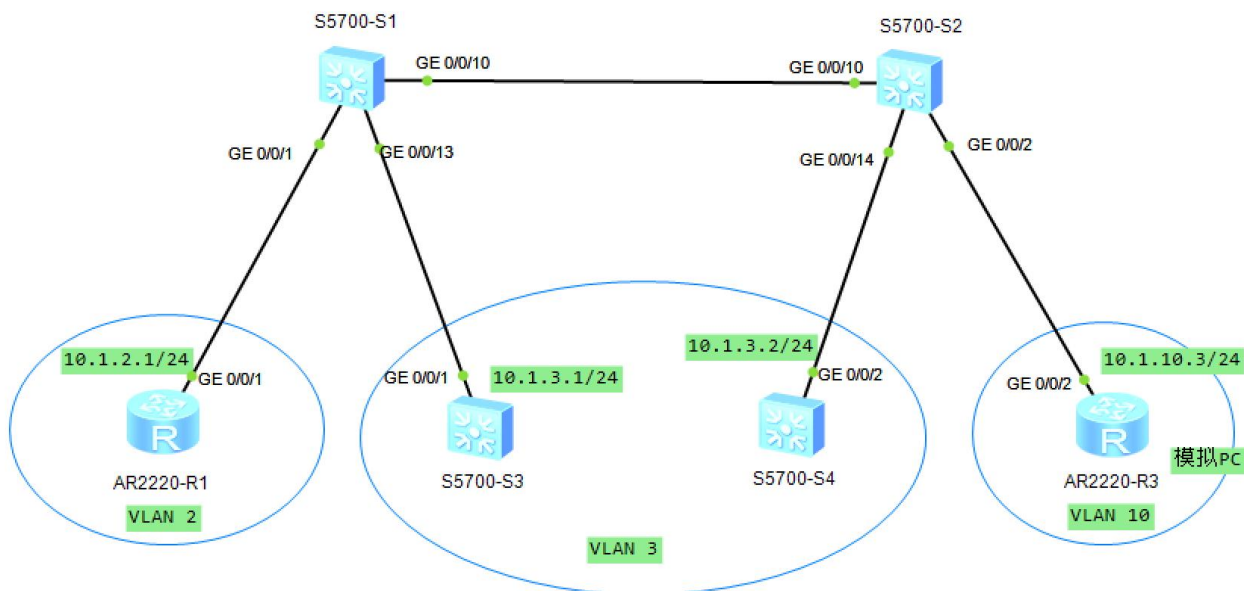 S5700-S1
S5700-S2
GE 0/0/10
GE 0/0/10
GE 0/0/1
GE 0/0/13
GE 0/0/14
GE 0/0/2
10.1.2.1/24
GE 0/0/1
GE 0/0/1
10.1.3.1/24
10.1.3.2/24
GE 0/0/2
10.1.10.3/24
GE 0/0/2
R
R
模拟PC
AR2220-R1
S5700-S3
S5700-S4
AR2220-R3
VLAN 2
VLAN 10
VLAN 3